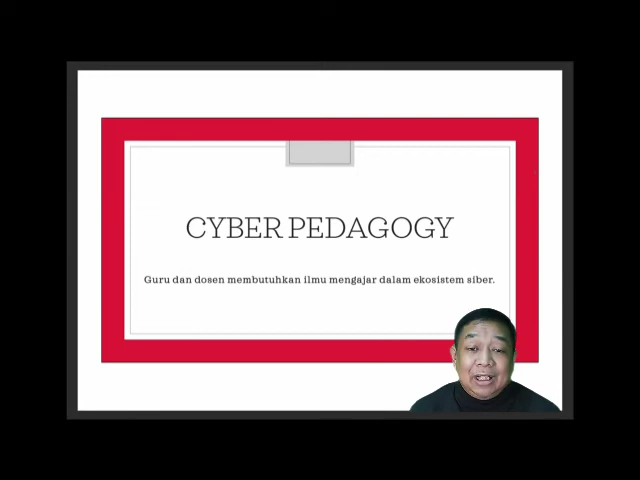 CYBER PEDAGOGY
Guru dan dosen membutuhkan ilmu mengajar dalam ekosistem siber.